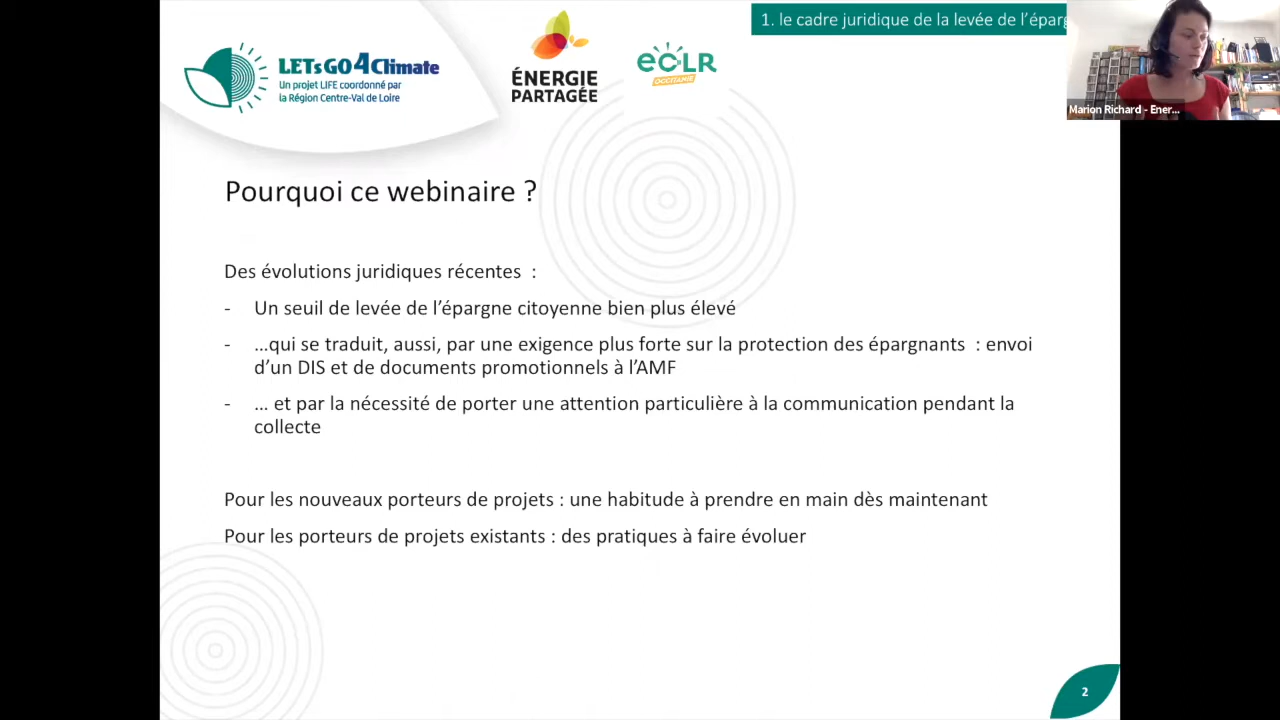 1. le cadre juridique de la levée de l'éparg
LETsGO4Climate
Un projet LIFE coordonné par
la Région Centre-Val de Loire
ÉNERGIE
PARTAGÉE
ECLR
OCCITANIE
Marion Richard - Ener...
Pourquoi ce webinaire ?
Des évolutions juridiques récentes :
- Un seuil de levée de l'épargne citoyenne bien plus élevé
- ...qui se traduit, aussi, par une exigence plus forte sur la protection des épargnants : envoi
d'un DIS et de documents promotionnels à l'AMF
- ... et par la nécessité de porter une attention particulière à la communication pendant la
collecte
Pour les nouveaux porteurs de projets : une habitude à prendre en main dès maintenant
Pour les porteurs de projets existants : des pratiques à faire évoluer
2